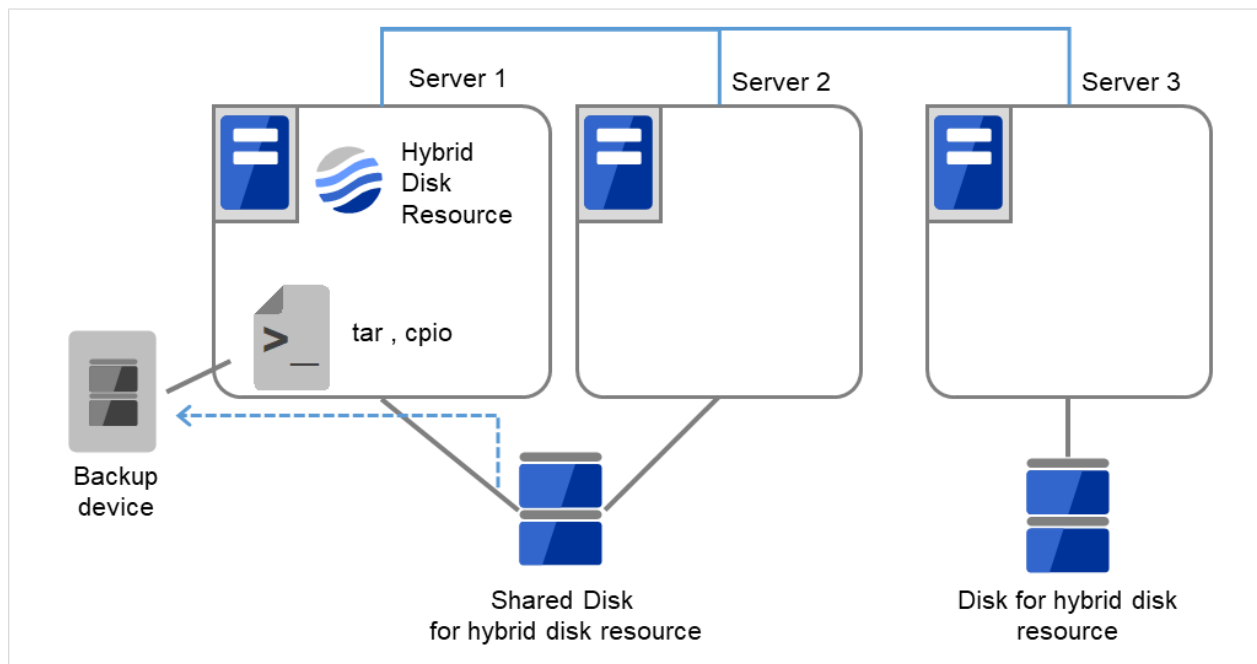 Server 1
Server 2
Server 3
Hybrid
Disk
Resource
>_
tar , cpio
Backup
device
Shared Disk
for hybrid disk resource
Disk for hybrid disk
resource